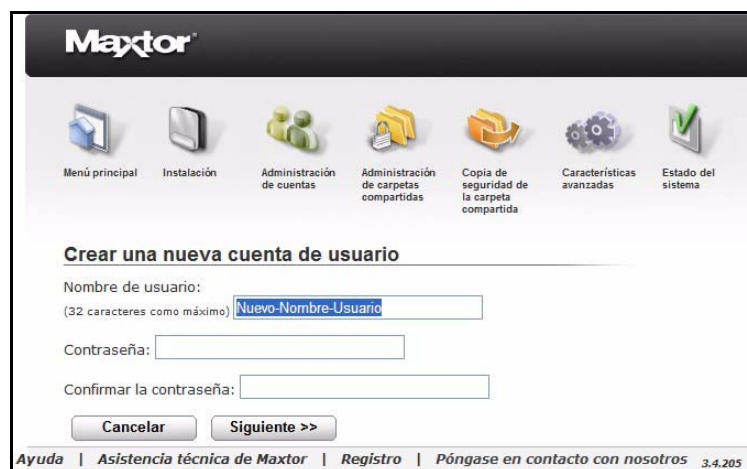 Maxtor
Menú principal
Instalación
Administración de cuentas
Administración de carpetas compartidas
Copia de seguridad de la carpeta compartida
Características avanzadas
Estado del sistema
Crear una nueva cuenta de usuario
Nombre de usuario:
(32 caracteres como máximo) Nuevo-Nombre-Usuario
Contraseña:
Confirmar la contraseña:
Cancelar Siguiente >>
Ayuda | Asistencia técnica de Maxtor | Registro | Póngase en contacto con nosotros 3.4.205